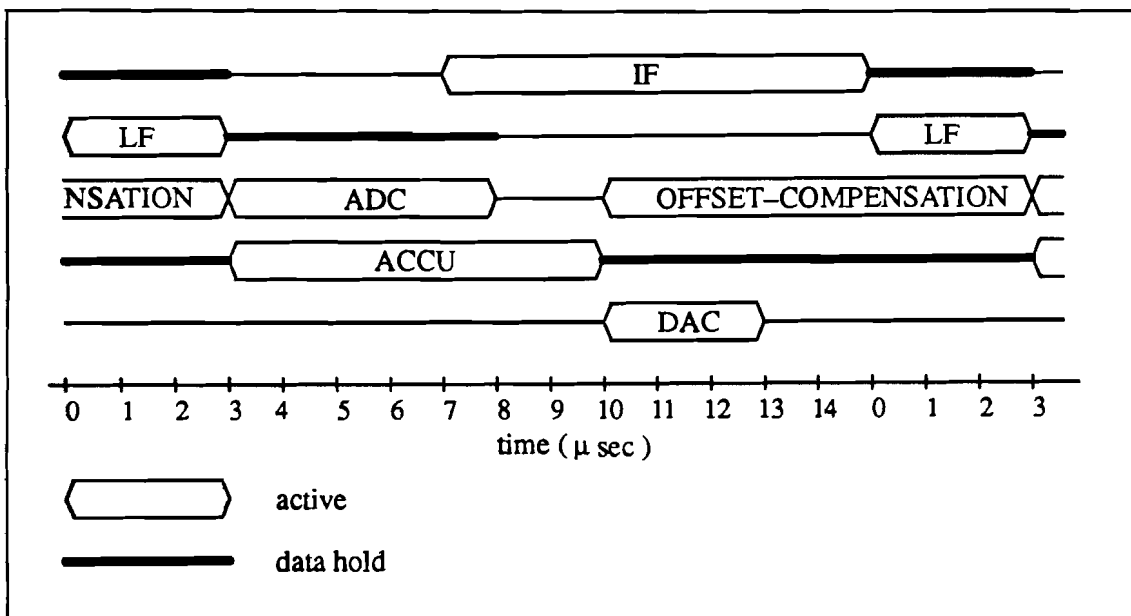 IF
LF LF
NSATION ADC OFFSET–COMPENSATION
ACCU
DAC
0 1 2 3 4 5 6 7 8 9 10 11 12 13 14 0 1 2 3
time ( μ sec )
active
data hold